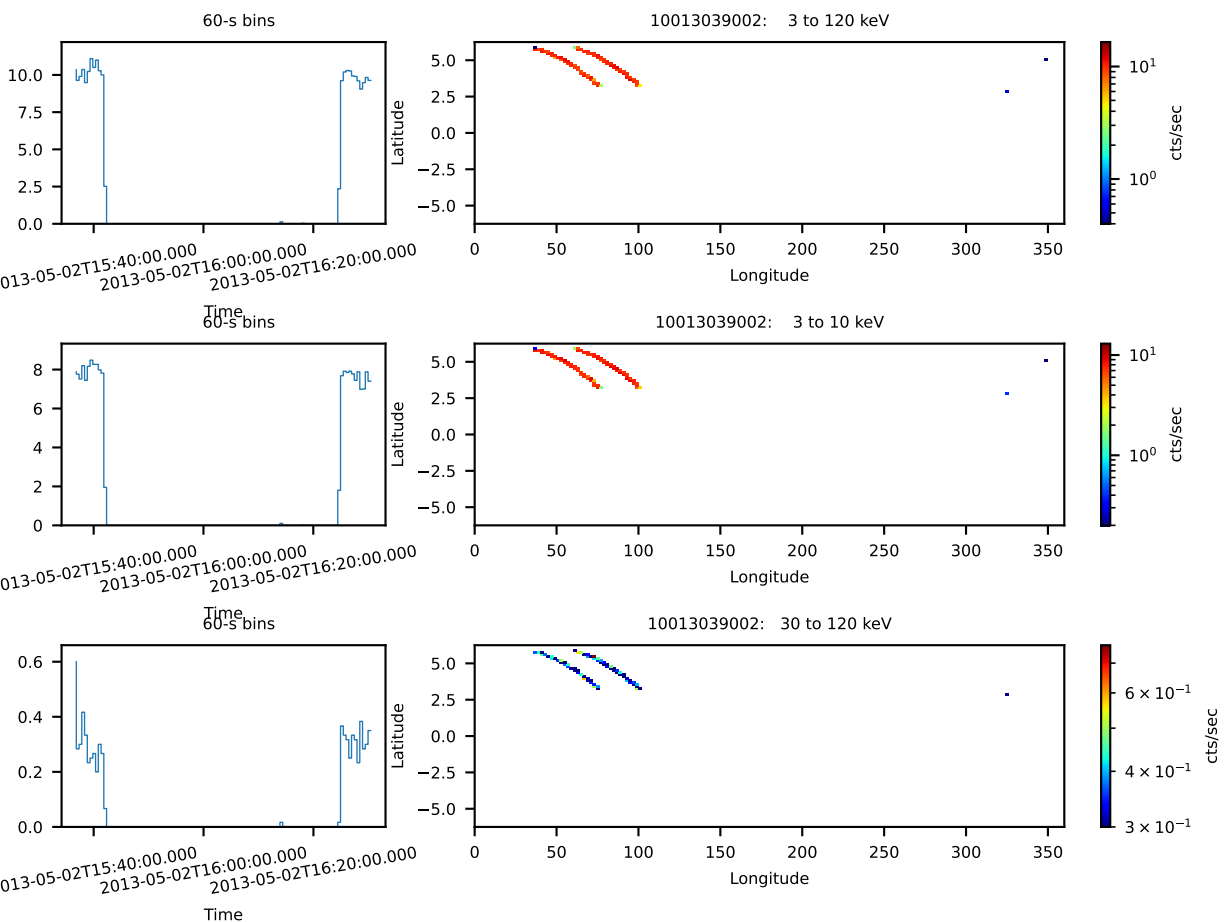 60-s bins
10013039002: 3 to 120 keV
10.0
7.5
5.0
2.5
0.0
Latitude
5.0
2.5
0.0
−2.5
−5.0
10¹
10⁰
cts/sec
013-05-02T15:40:00.000
2013-05-02T16:00:00.000
2013-05-02T16:20:00.000
Time
0 50 100 150 200 250 300 350
Longitude
60-s bins
10013039002: 3 to 10 keV
8
6
4
2
0
Latitude
5.0
2.5
0.0
−2.5
−5.0
10¹
10⁰
cts/sec
013-05-02T15:40:00.000
2013-05-02T16:00:00.000
2013-05-02T16:20:00.000
Time
0 50 100 150 200 250 300 350
Longitude
60-s bins
10013039002: 30 to 120 keV
0.6
0.4
0.2
0.0
Latitude
5.0
2.5
0.0
−2.5
−5.0
6 × 10⁻¹
4 × 10⁻¹
3 × 10⁻¹
cts/sec
013-05-02T15:40:00.000
2013-05-02T16:00:00.000
2013-05-02T16:20:00.000
Time
0 50 100 150 200 250 300 350
Longitude